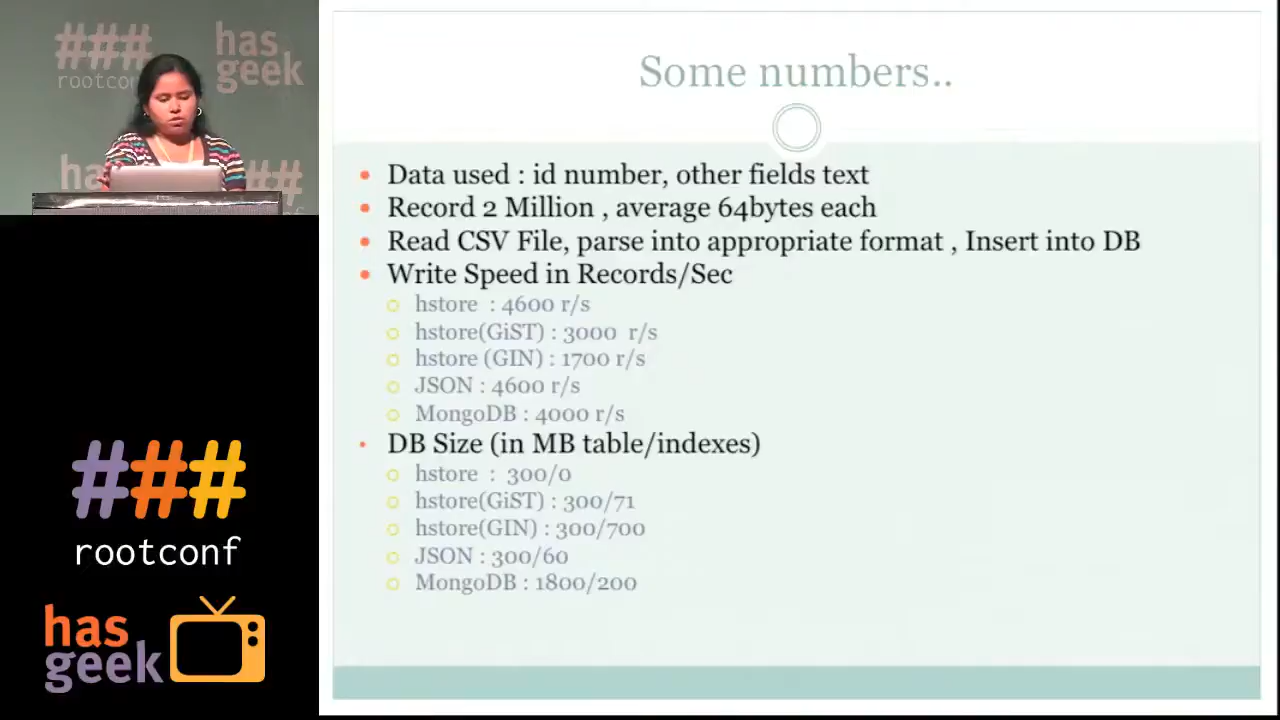 ###
rootconf
has
geek
has
##
Some numbers..
Data used : id number, other fields text
Record 2 Million , average 64bytes each
Read CSV File, parse into appropriate format , Insert into DB
Write Speed in Records/Sec
hstore : 4600 r/s
hstore(GiST) : 3000 r/s
hstore (GIN) : 1700 r/s
JSON : 4600 r/s
MongoDB : 4000 r/s
DB Size (in MB table/indexes)
hstore : 300/0
hstore(GiST) : 300/71
hstore(GIN) : 300/700
JSON : 300/60
MongoDB : 1800/200
###
rootconf
has
geek